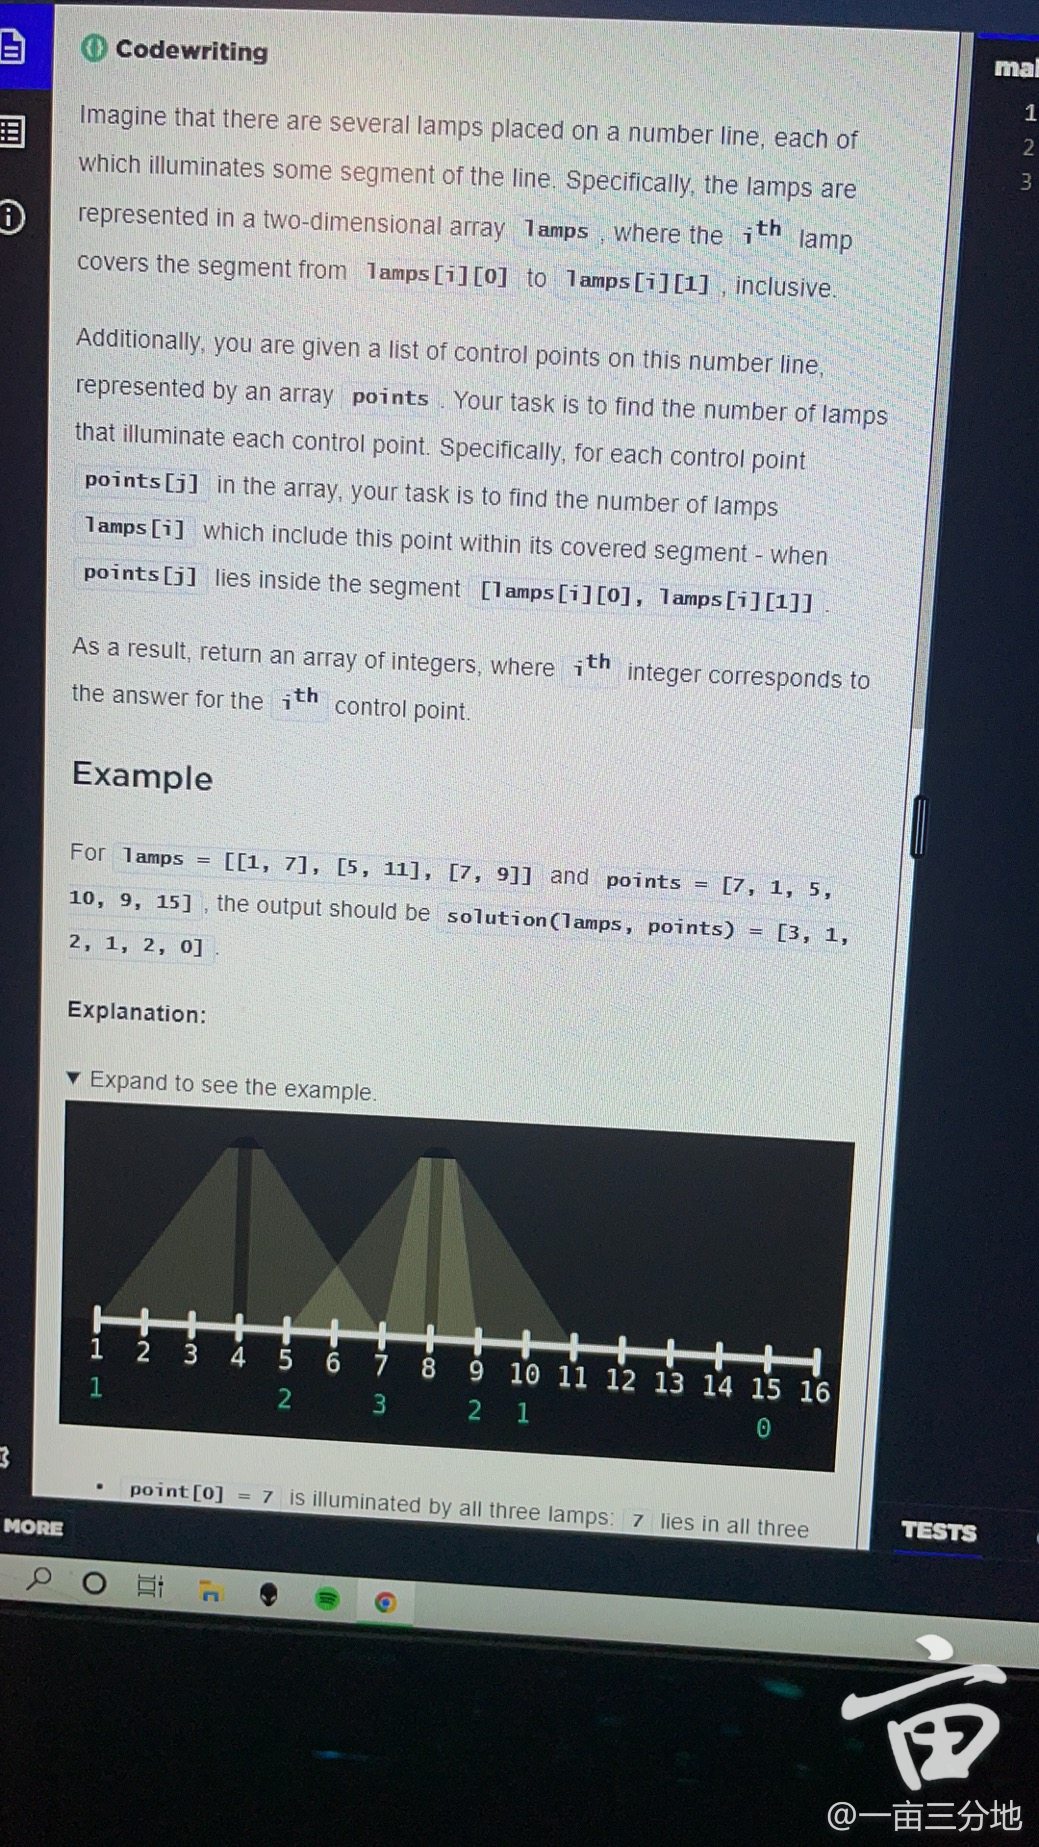 Codewriting
mal
1
2
3
Imagine that there are several lamps placed on a number line, each of
which illuminates some segment of the line. Specifically, the lamps are
represented in a two-dimensional array lamps , where the ith lamp
covers the segment from lamps[i][0] to lamps[i][1] , inclusive.
Additionally, you are given a list of control points on this number line,
represented by an array points . Your task is to find the number of lamps
that illuminate each control point. Specifically, for each control point
points[j] in the array, your task is to find the number of lamps
lamps[i] which include this point within its covered segment - when
points[j] lies inside the segment [lamps[i][0], lamps[i][1]] .
As a result, return an array of integers, where ith integer corresponds to
the answer for the ith control point.
Example
For lamps = [[1, 7], [5, 11], [7, 9]] and points = [7, 1, 5,
10, 9, 15] , the output should be solution(lamps, points) = [3, 1,
2, 1, 2, 0] .
Explanation:
▼ Expand to see the example.
1 2 3 4 5 6 7 8 9 10 11 12 13 14 15 16
1 2 3 2 1 0
• point[0] = 7 is illuminated by all three lamps: 7 lies in all three
MORE
TESTS
亩
@一亩三分地